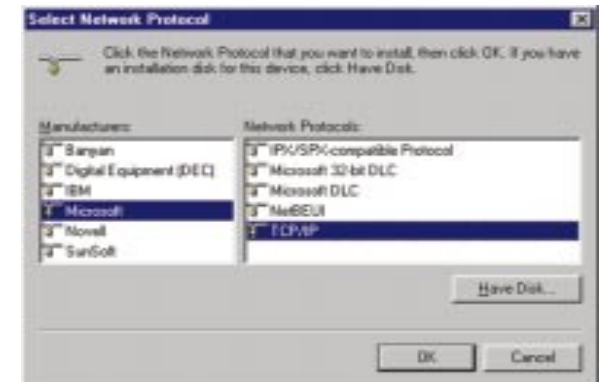 Select Network Protocol
Click the Network Protocol that you want to install, then click OK. If you have
an installation disk for this device, click Have Disk.
Manufacturers:
Banyan
Digital Equipment (DEC)
IBM
Microsoft
Novell
SunSoft
Network Protocols:
IPX/SPX-compatible Protocol
Microsoft 32-bit DLC
Microsoft DLC
NetBEUI
TCP/IP
Have Disk...
OK
Cancel